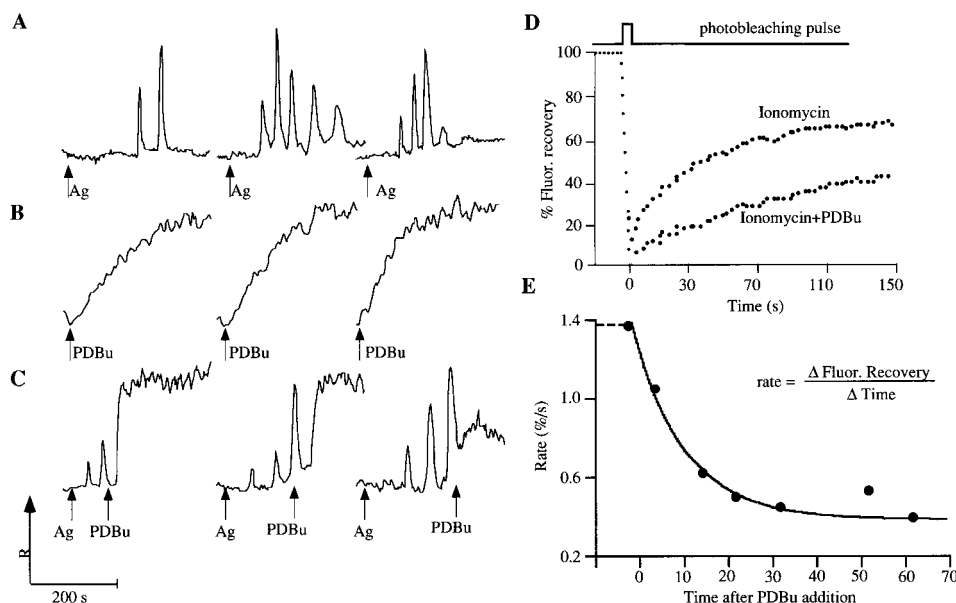 A
Ag
Ag
Ag
B
PDBu
PDBu
PDBu
C
Ag
PDBu
Ag
PDBu
Ag
PDBu
R
200 s
D
photobleaching pulse
100
80
60
40
20
0
% Fluor. recovery
Ionomycin
Ionomycin+PDBu
0
30
70
110
150
Time (s)
E
1.4
1.0
0.6
0.2
Rate (%/s)
rate = Δ Fluor. Recovery
Δ Time
0
10
20
30
40
50
60
70
Time after PDBu addition